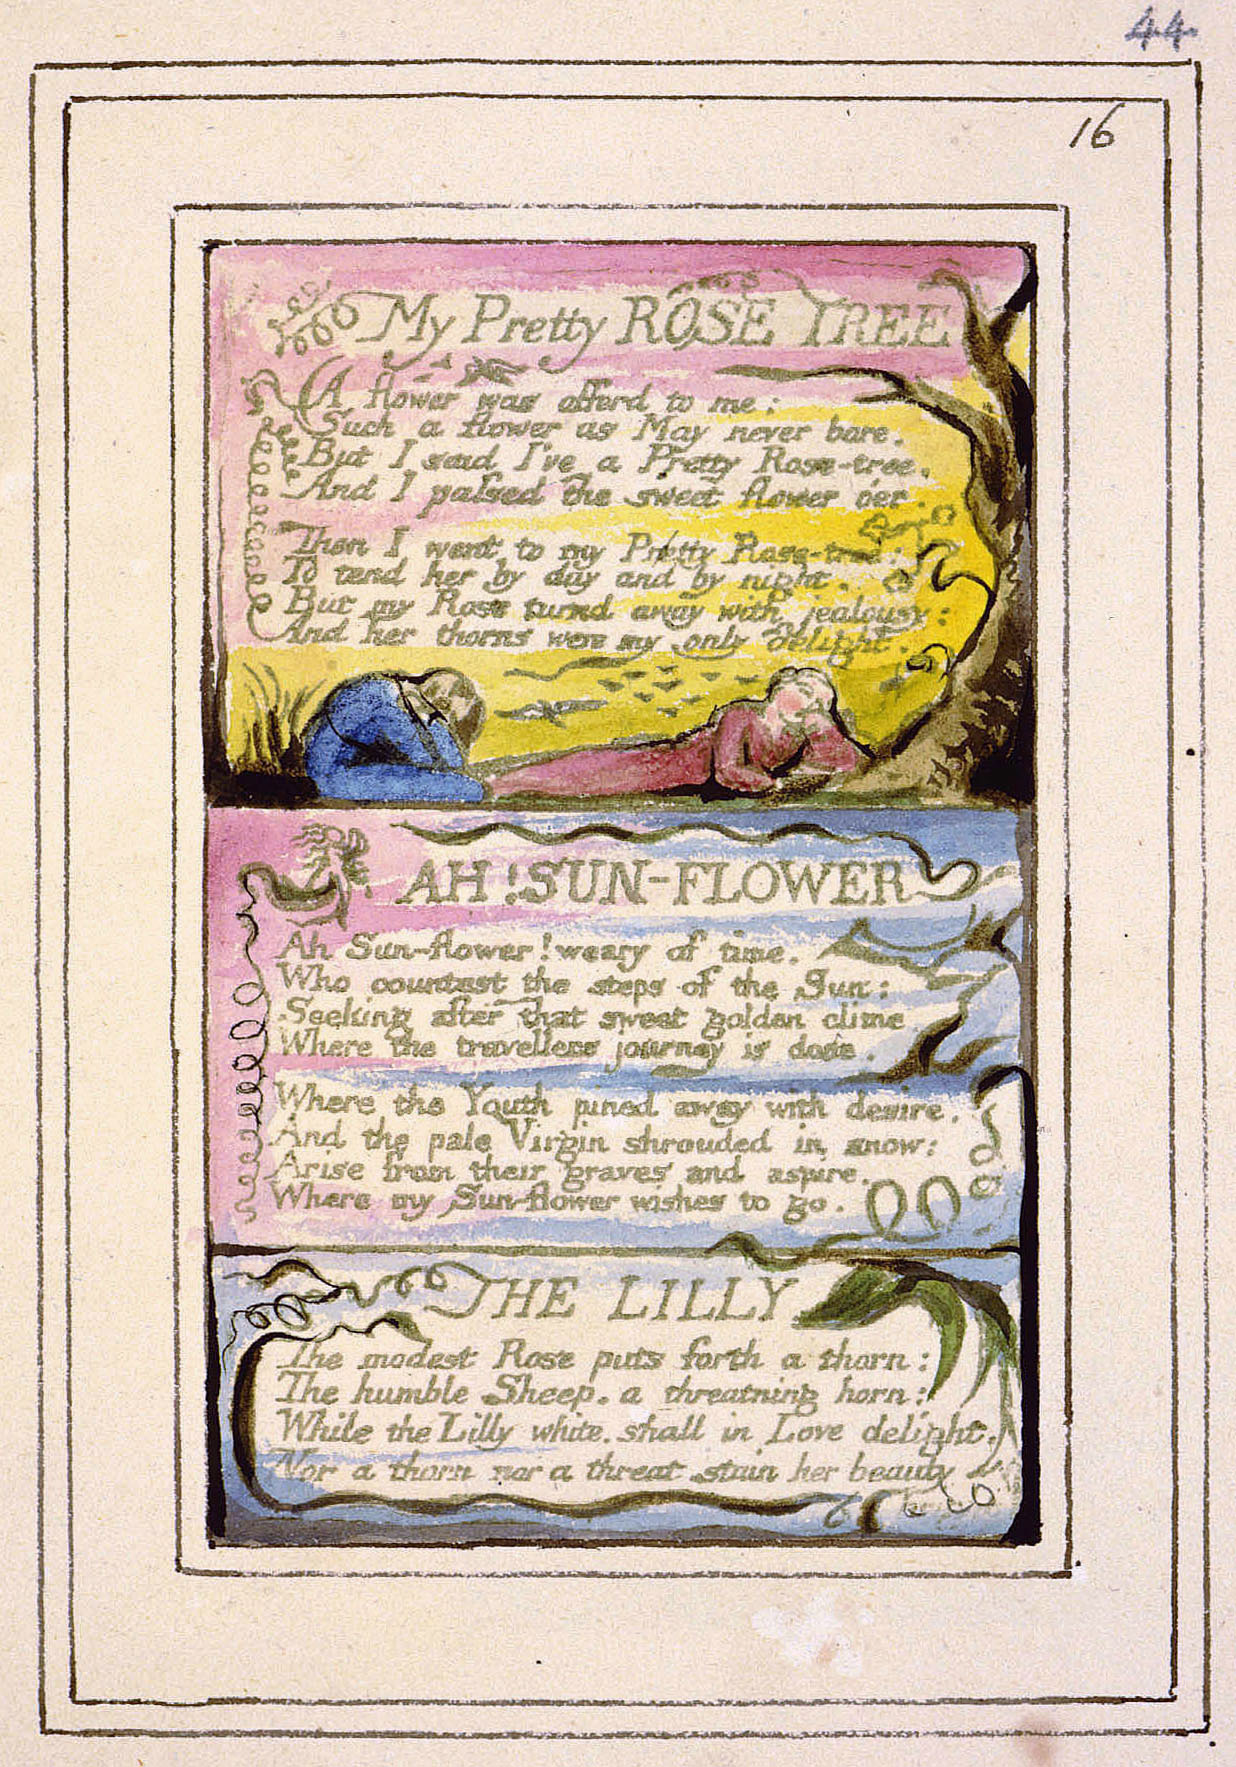 44
16
My Pretty ROSE TREE
A flower was offerd to me:
Such a flower as May never bore.
But I said I've a Pretty Rose-tree.
And I passed the sweet flower o'er.
Then I went to my Pretty Rose-tree:
To tend her by day and by night.
But my Rose turnd away with jealousy:
And her thorns were my only delight.
AH! SUN-FLOWER
Ah Sun-flower! weary of time.
Who countest the steps of the Sun:
Seeking after that sweet golden clime
Where the travellers journey is done.
Where the Youth pined away with desire,
And the pale Virgin shrouded in snow:
Arise from their graves and aspire,
Where my Sun-flower wishes to go.
THE LILLY
The modest Rose puts forth a thorn:
The humble Sheep. a threatning horn:
While the Lilly white, shall in Love delight,
Nor a thorn nor a threat stain her beauty